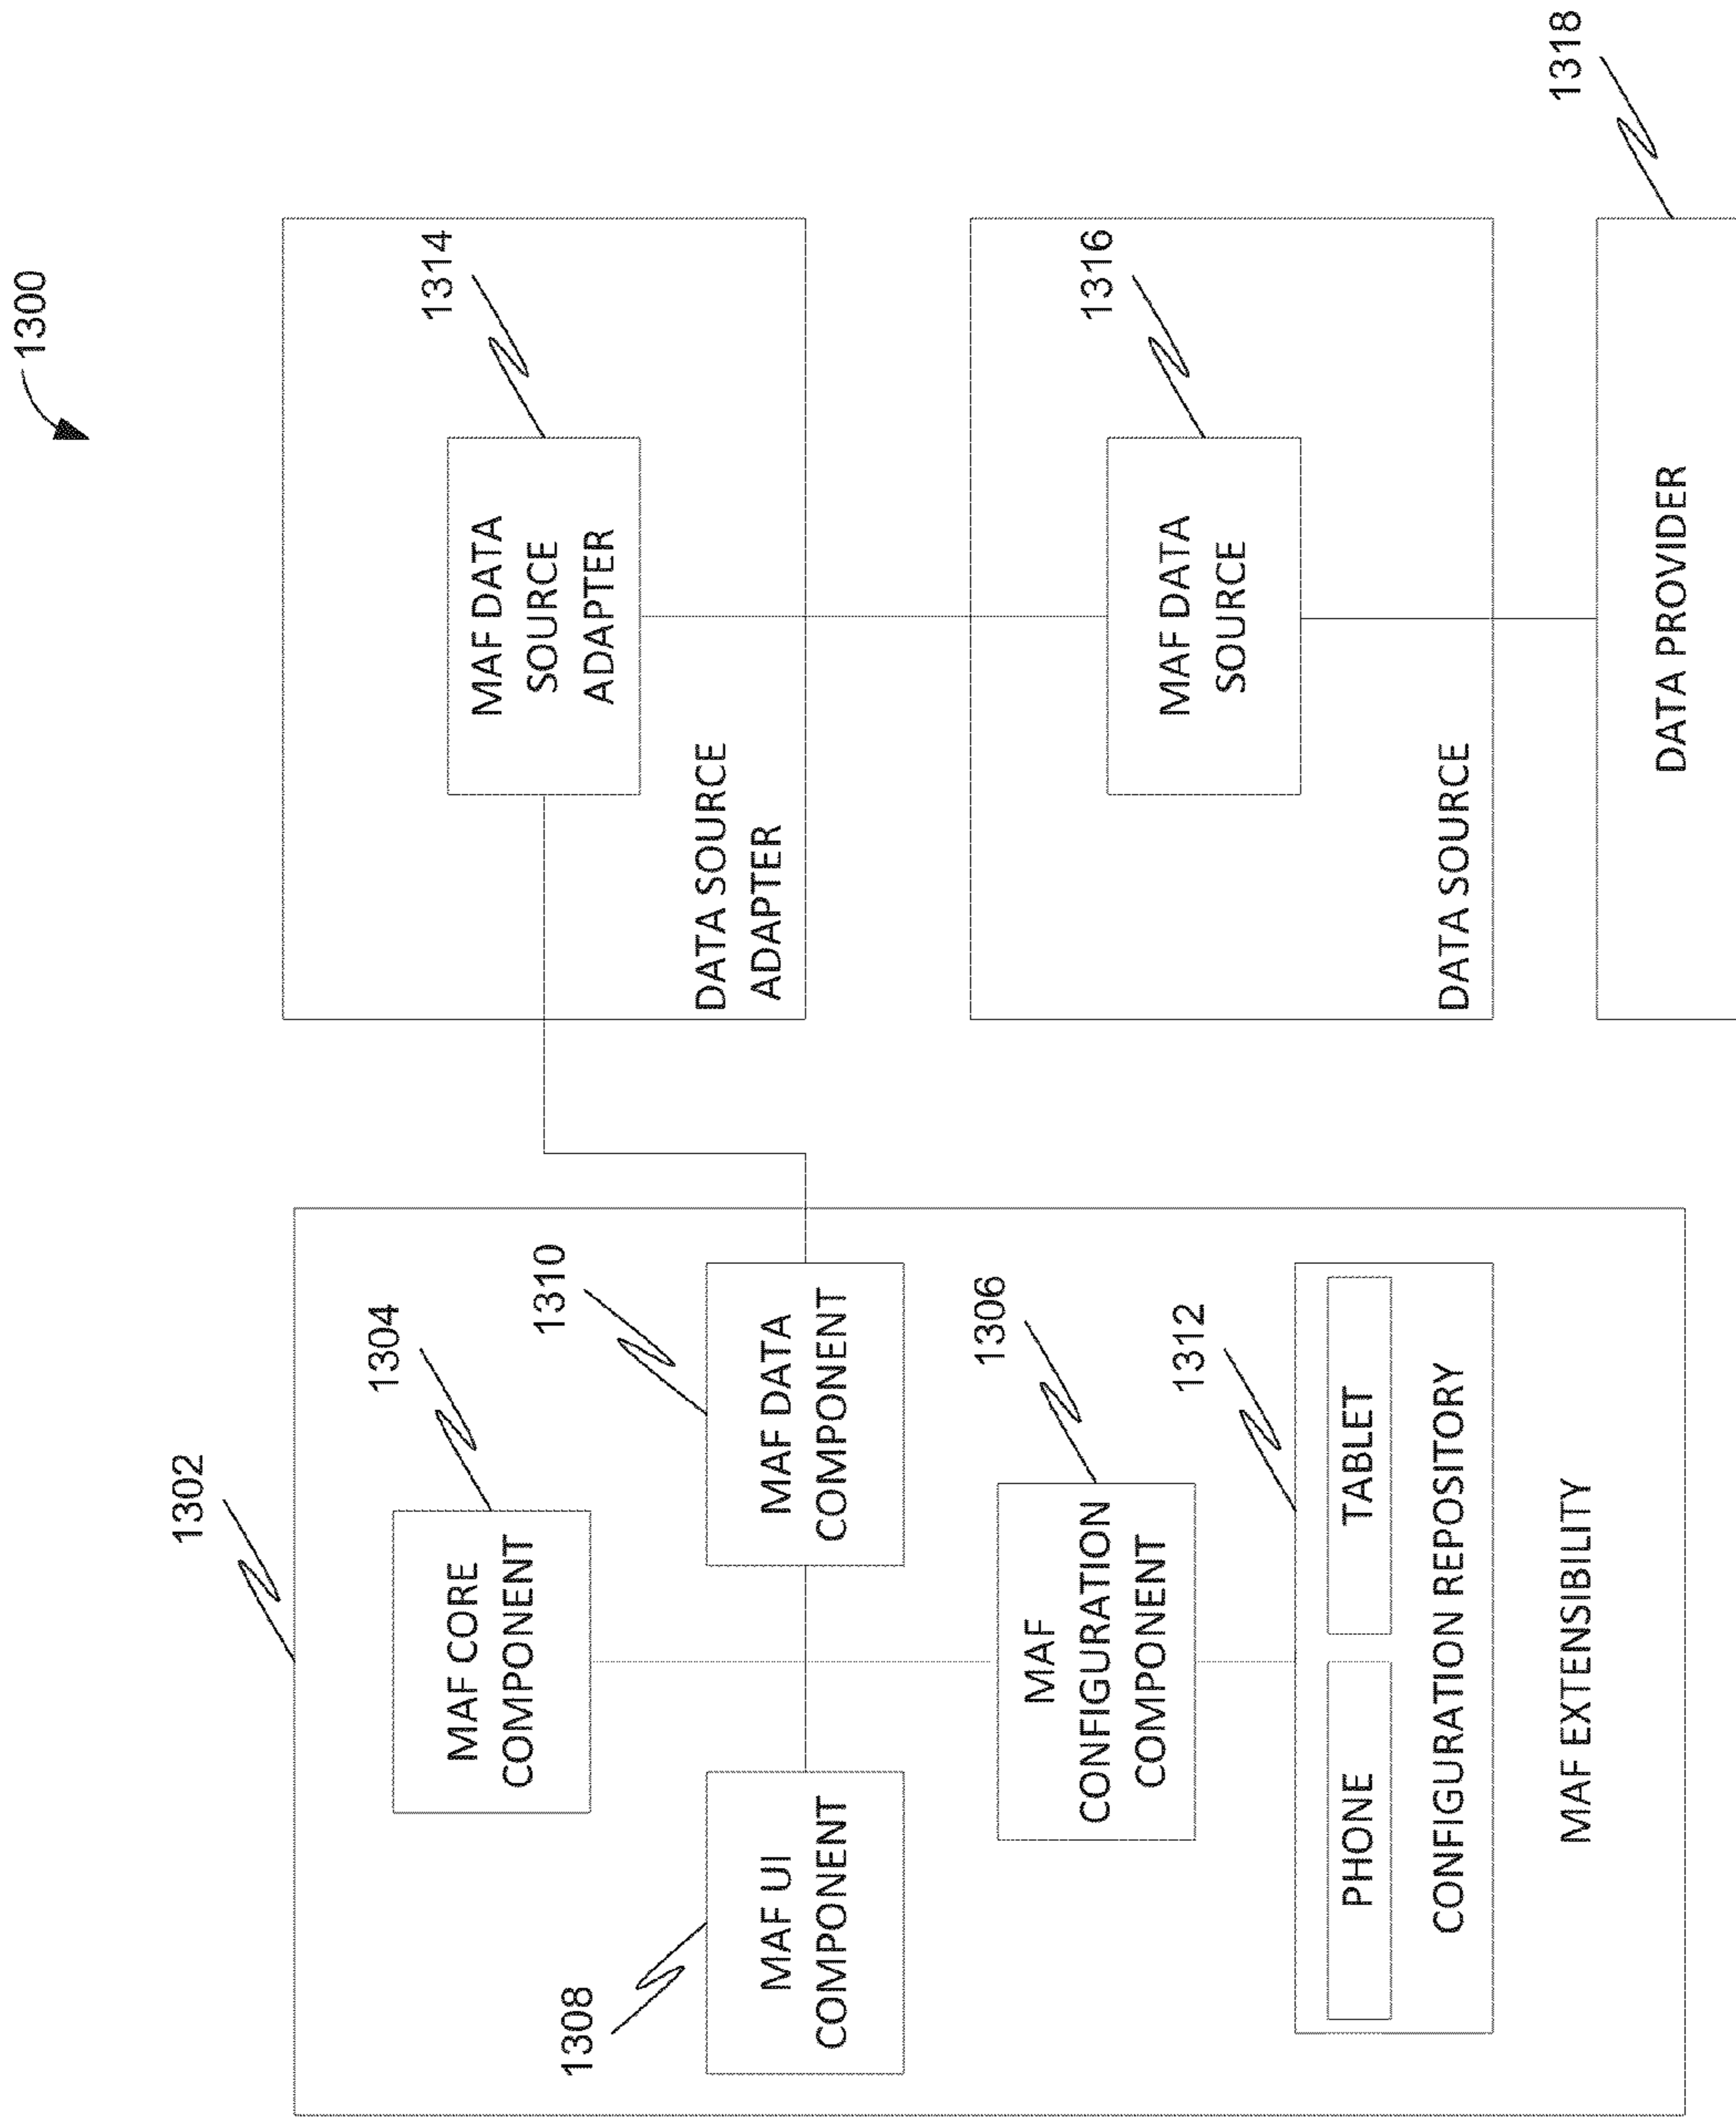 1300
1302
1304
MAF CORE
COMPONENT
1308
MAF UI
COMPONENT
1310
MAF DATA
COMPONENT
1306
MAF
CONFIGURATION
COMPONENT
1312
PHONE
TABLET
CONFIGURATION REPOSITORY
MAF EXTENSIBILITY
1314
MAF DATA
SOURCE
ADAPTER
DATA SOURCE
ADAPTER
1316
MAF DATA
SOURCE
DATA SOURCE
1318
DATA PROVIDER